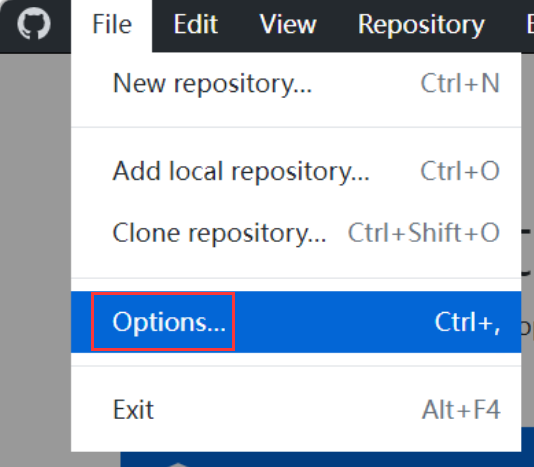 File Edit View Repository
New repository... Ctrl+N
Add local repository... Ctrl+O
Clone repository... Ctrl+Shift+O
Options... Ctrl+,
Exit Alt+F4